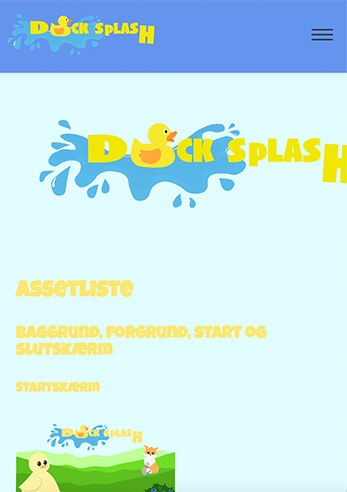 DUCK SPLASH
DUCK SPLASH
Assetliste
Baggrund, forgrund, start og
slutskærm
Startskærm
DUCK SPLASH